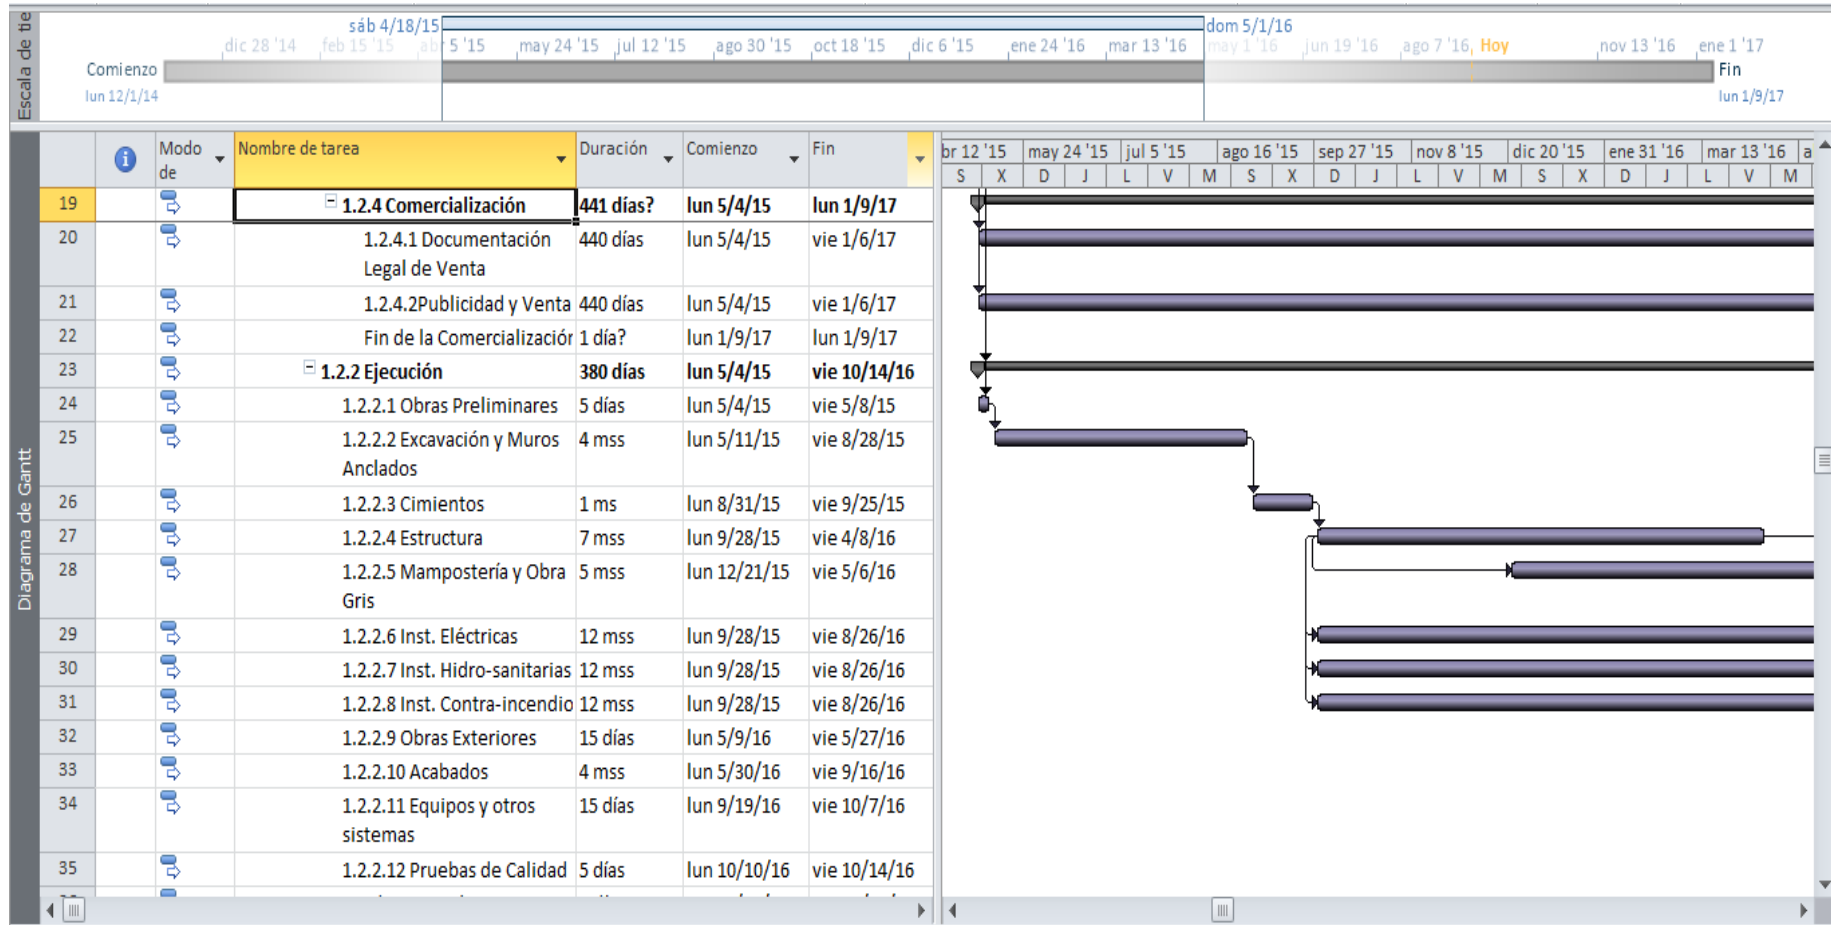 Escala de tie
sáb 4/18/15 dom 5/1/16
dic 28 '14 feb 15 '15 abr 5 '15 may 24 '15 jul 12 '15 ago 30 '15 oct 18 '15 dic 6 '15 ene 24 '16 mar 13 '16 may 1 '16 jun 19 '16 ago 7 '16, Hoy nov 13 '16 ene 1 '17
Comienzo Fin
lun 12/1/14 lun 1/9/17
Diagrama de Gantt
Modo de Nombre de tarea Duración Comienzo Fin
br 12 '15 may 24 '15 jul 5 '15 ago 16 '15 sep 27 '15 nov 8 '15 dic 20 '15 ene 31 '16 mar 13 '16 a
S X D J L V M S X D J L V M S X D J L V M
19 1.2.4 Comercialización 441 días? lun 5/4/15 lun 1/9/17
20 1.2.4.1 Documentación 440 días lun 5/4/15 vie 1/6/17
Legal de Venta
21 1.2.4.2Publicidad y Venta 440 días lun 5/4/15 vie 1/6/17
22 Fin de la Comercialización 1 día? lun 1/9/17 lun 1/9/17
23 1.2.2 Ejecución 380 días lun 5/4/15 vie 10/14/16
24 1.2.2.1 Obras Preliminares 5 días lun 5/4/15 vie 5/8/15
25 1.2.2.2 Excavación y Muros 4 mss lun 5/11/15 vie 8/28/15
Anclados
26 1.2.2.3 Cimientos 1 ms lun 8/31/15 vie 9/25/15
27 1.2.2.4 Estructura 7 mss lun 9/28/15 vie 4/8/16
28 1.2.2.5 Mampostería y Obra 5 mss lun 12/21/15 vie 5/6/16
Gris
29 1.2.2.6 Inst. Eléctricas 12 mss lun 9/28/15 vie 8/26/16
30 1.2.2.7 Inst. Hidro-sanitarias 12 mss lun 9/28/15 vie 8/26/16
31 1.2.2.8 Inst. Contra-incendio 12 mss lun 9/28/15 vie 8/26/16
32 1.2.2.9 Obras Exteriores 15 días lun 5/9/16 vie 5/27/16
33 1.2.2.10 Acabados 4 mss lun 5/30/16 vie 9/16/16
34 1.2.2.11 Equipos y otros 15 días lun 9/19/16 vie 10/7/16
sistemas
35 1.2.2.12 Pruebas de Calidad 5 días lun 10/10/16 vie 10/14/16